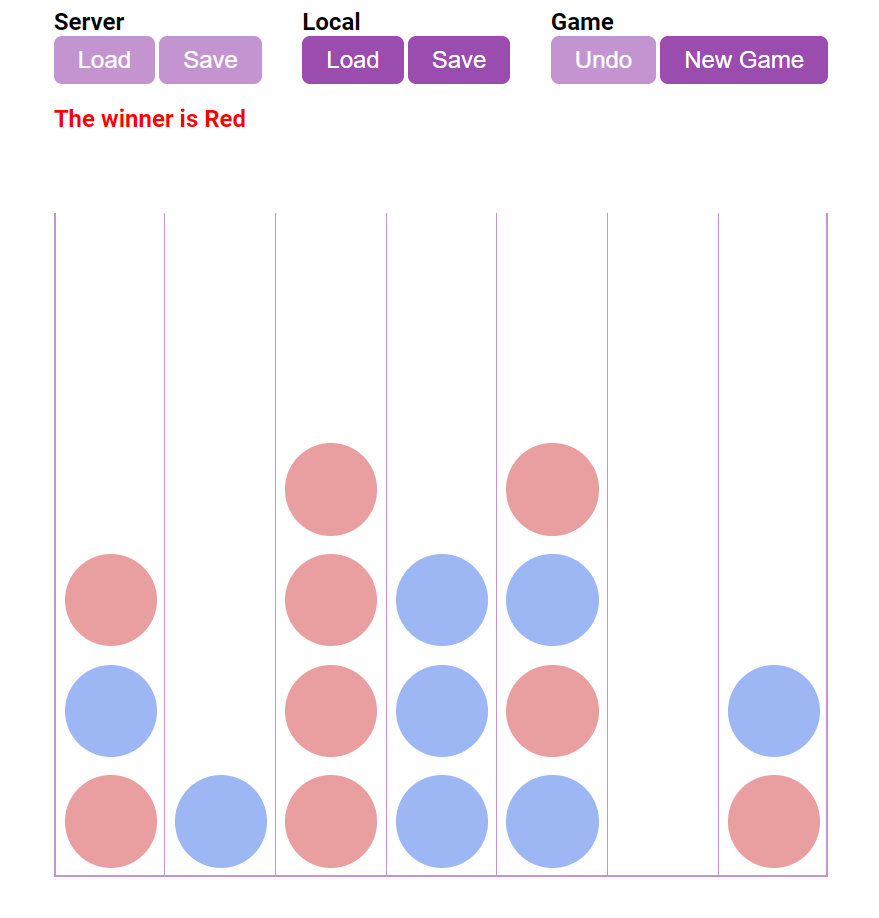 Server Local Game
Load Save Load Save Undo New Game
The winner is Red